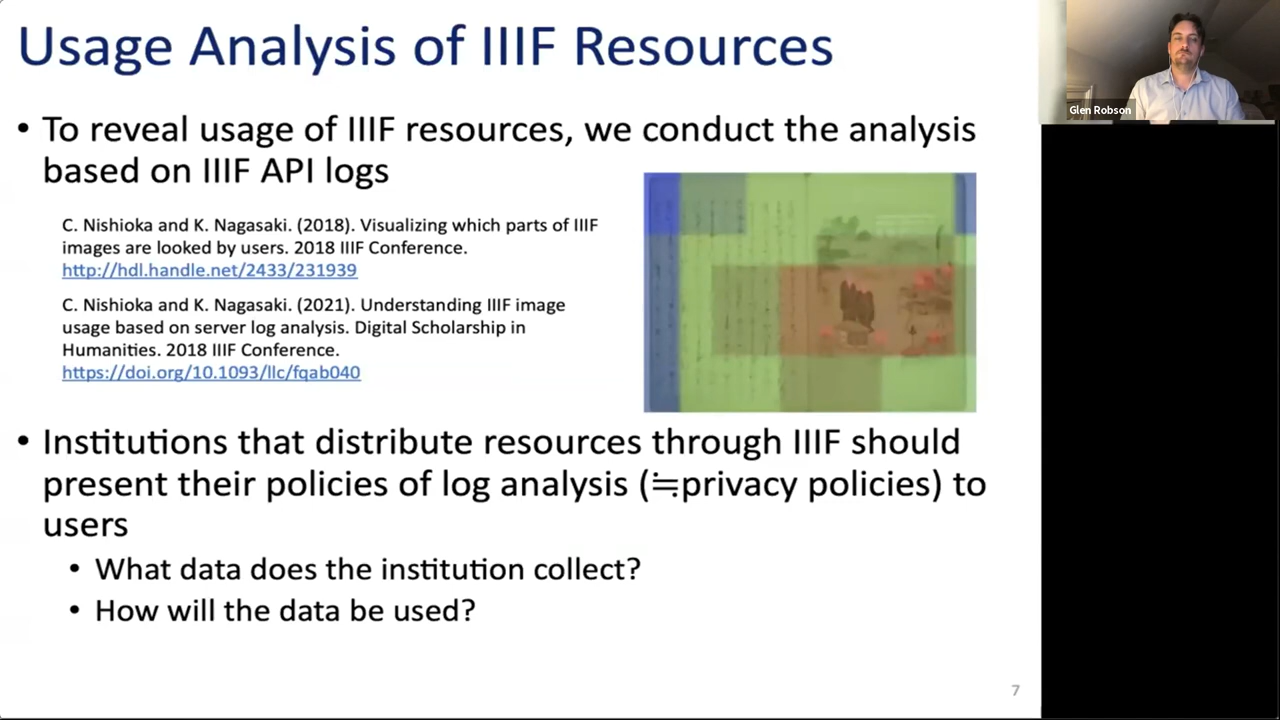 Usage Analysis of IIIF Resources
• To reveal usage of IIIF resources, we conduct the analysis
based on IIIF API logs
C. Nishioka and K. Nagasaki. (2018). Visualizing which parts of IIIF
images are looked by users. 2018 IIIF Conference.
http://hdl.handle.net/2433/231939
C. Nishioka and K. Nagasaki. (2021). Understanding IIIF image
usage based on server log analysis. Digital Scholarship in
Humanities. 2018 IIIF Conference.
https://doi.org/10.1093/llc/fqab040
• Institutions that distribute resources through IIIF should
present their policies of log analysis (≒privacy policies) to
users
• What data does the institution collect?
• How will the data be used?
7
Glen Robson